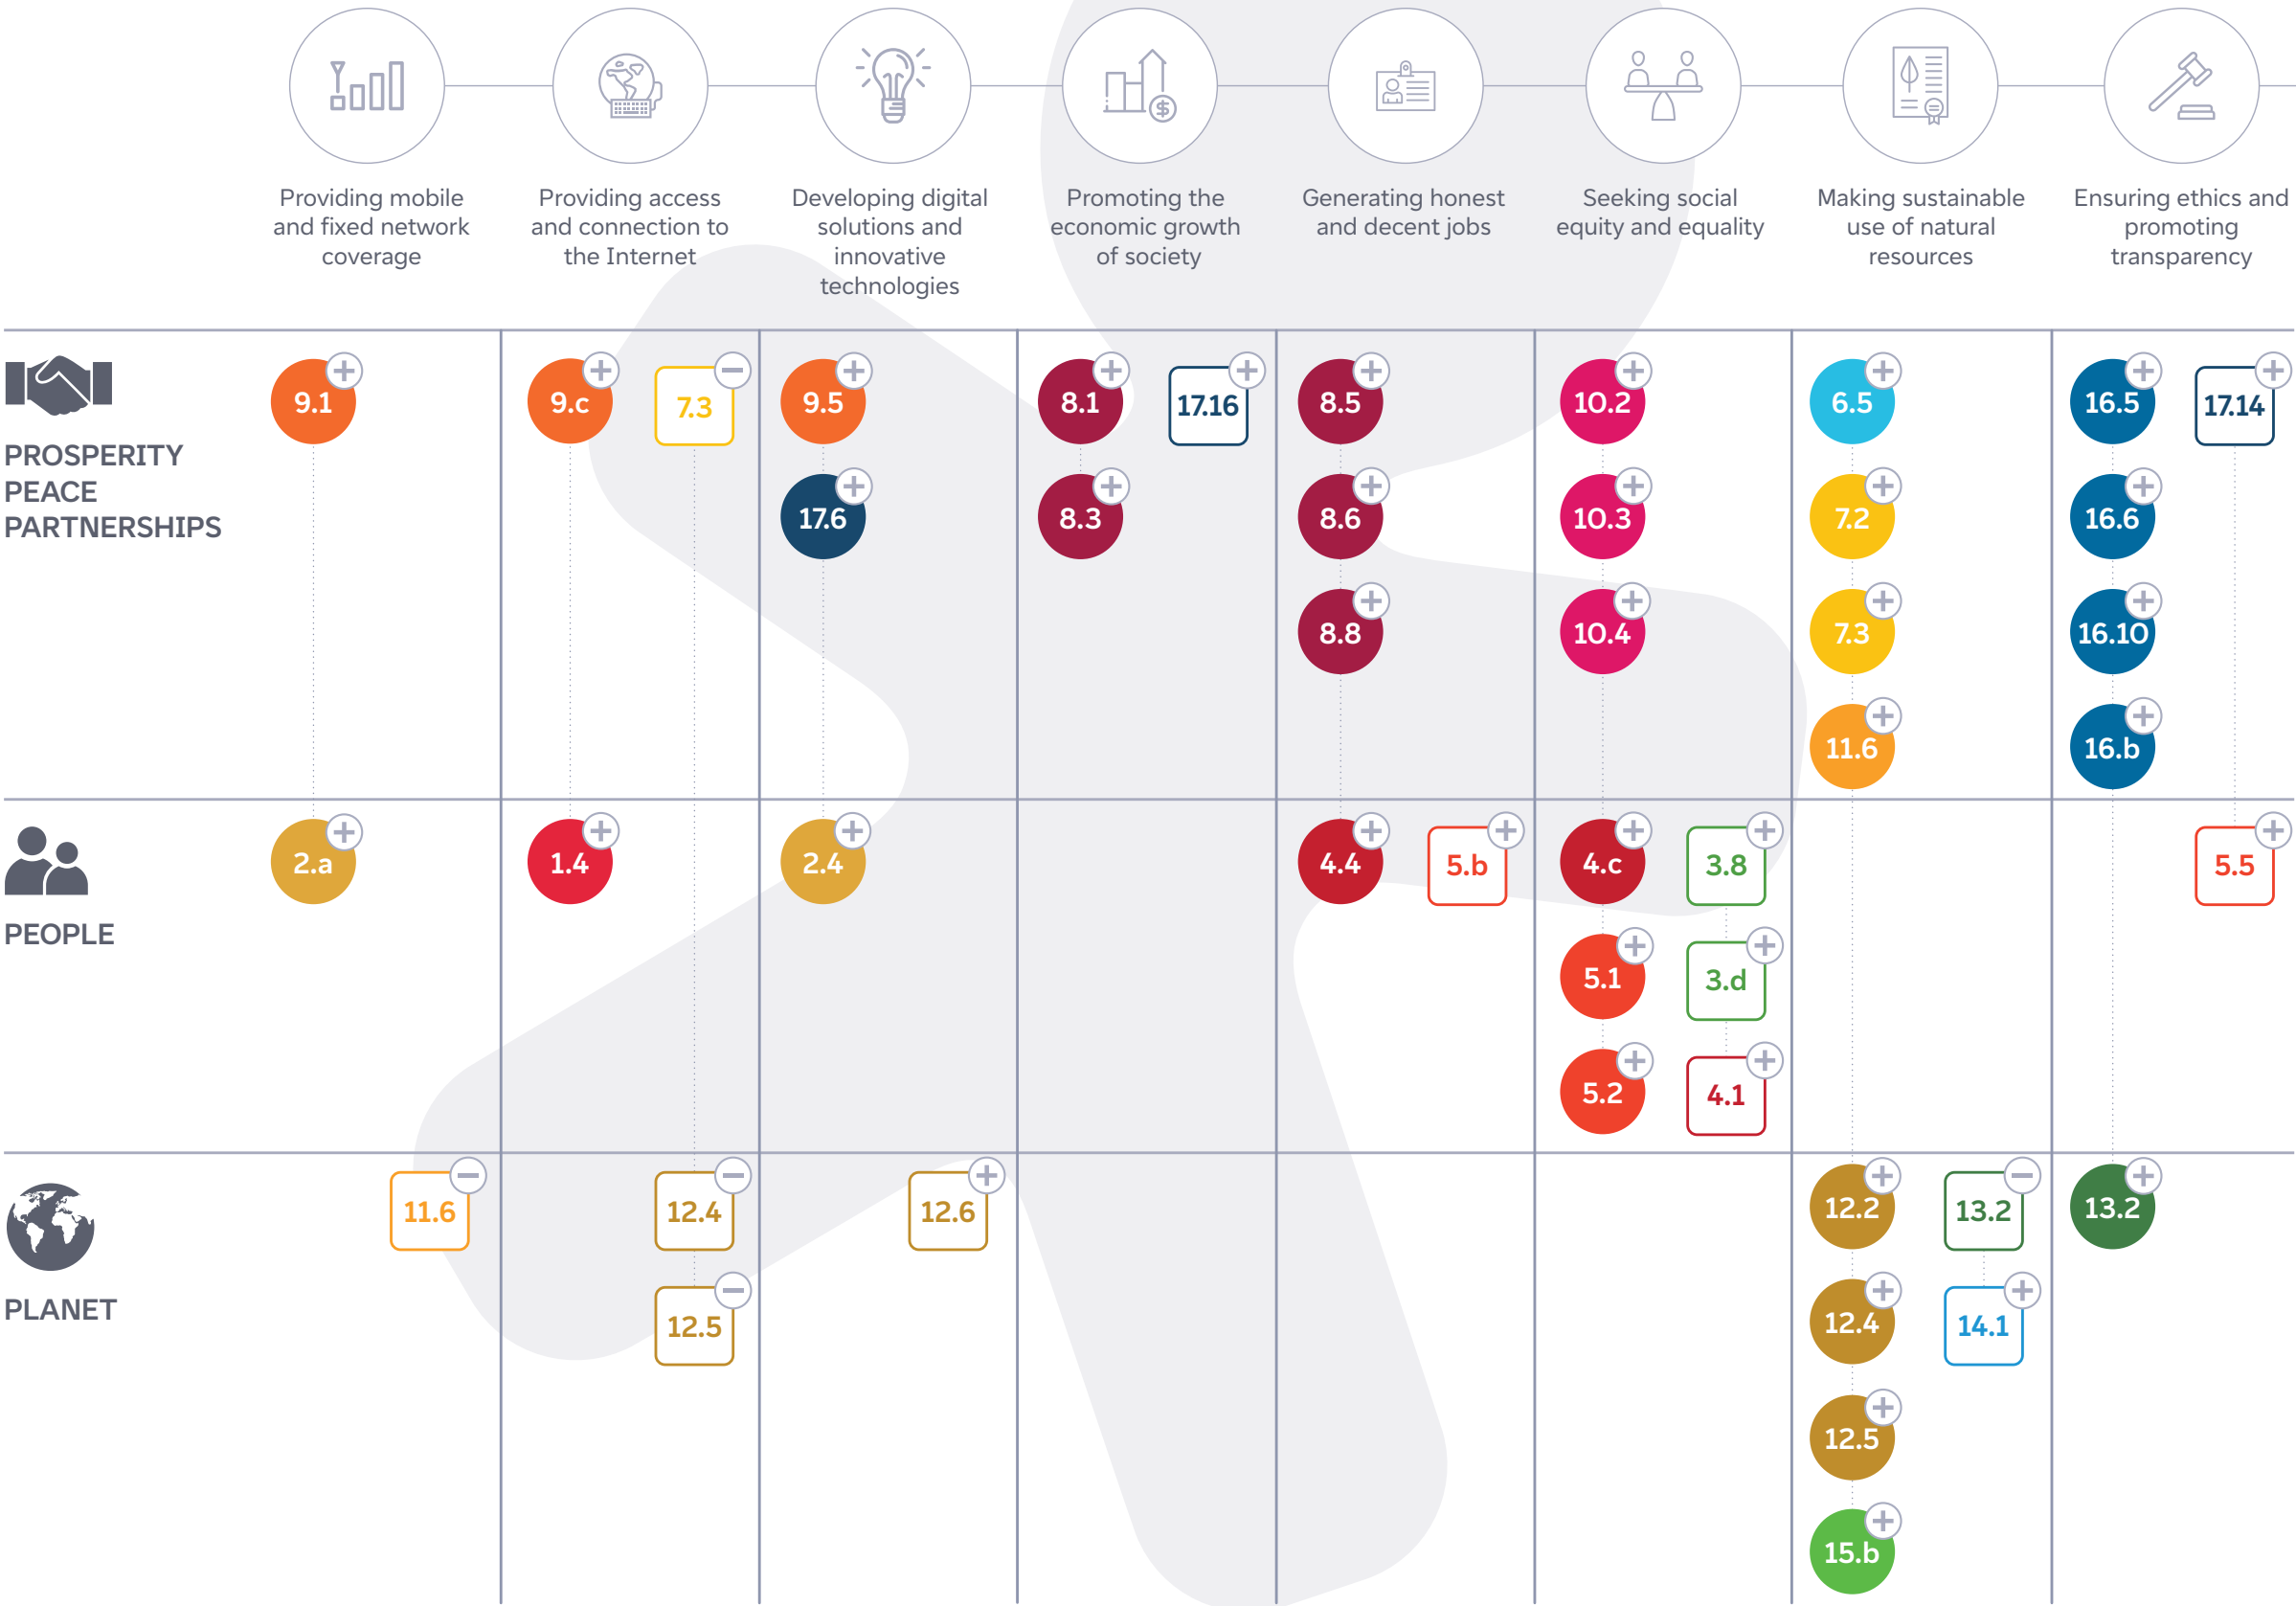 Providing mobile
and fixed network
coverage
Providing access
and connection to
the Internet
Developing digital
solutions and
innovative
technologies
Promoting the
economic growth
of society
Generating honest
and decent jobs
Seeking social
equity and equality
Making sustainable
use of natural
resources
Ensuring ethics and
promoting
transparency
PROSPERITY
PEACE
PARTNERSHIPS
9.1 +
9.c + 7.3 −
9.5 +
17.6 +
8.1 + 17.16 +
8.3 +
8.5 +
8.6 +
8.8 +
10.2 +
10.3 +
10.4 +
6.5 +
7.2 +
7.3 +
11.6 +
16.5 + 17.14 +
16.6 +
16.10 +
16.b +
PEOPLE
2.a +
1.4 +
2.4 +
4.4 + 5.b +
4.c + 3.8 +
5.1 + 3.d +
5.2 + 4.1 +
5.5 +
PLANET
11.6 −
12.4 −
12.5 −
12.6 +
12.2 + 13.2 −
12.4 + 14.1 +
12.5 +
15.b +
13.2 +